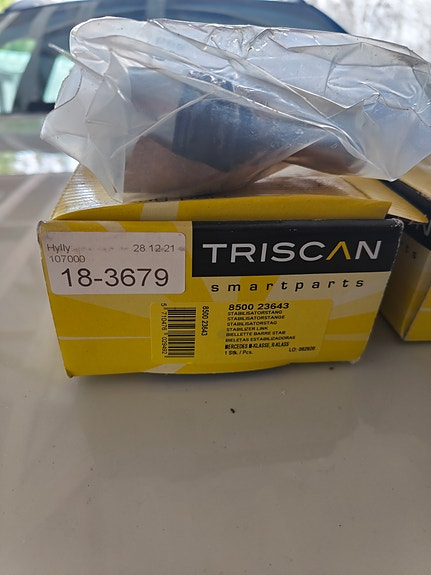 Hylly 28.12.21
107000
18-3679
TRISCAN
smartparts
8500 23643
STABILISATORSTANG
STABILISATORSTANGE
STABILISATORSTAG
STABILIZER LINK
BIELLETTE BARRE STAB
BIELETAS ESTABILIZADORAS
MERCEDES M-KLASSE, R-KLASS
1 Stk. / Pcs.
8500 23643